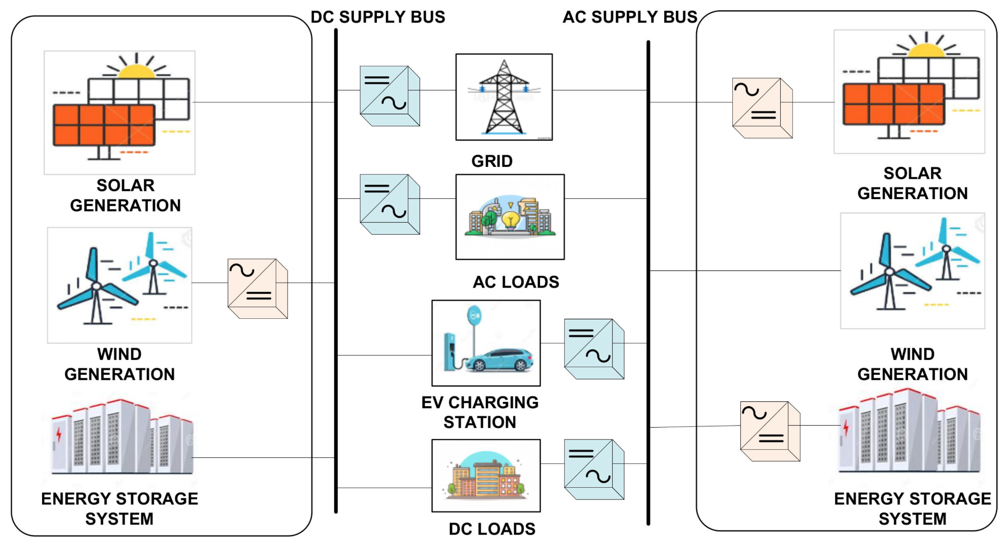 DC SUPPLY BUS
AC SUPPLY BUS
SOLAR
GENERATION
WIND
GENERATION
ENERGY STORAGE
SYSTEM
GRID
AC LOADS
EV CHARGING
STATION
DC LOADS
SOLAR
GENERATION
WIND
GENERATION
ENERGY STORAGE
SYSTEM